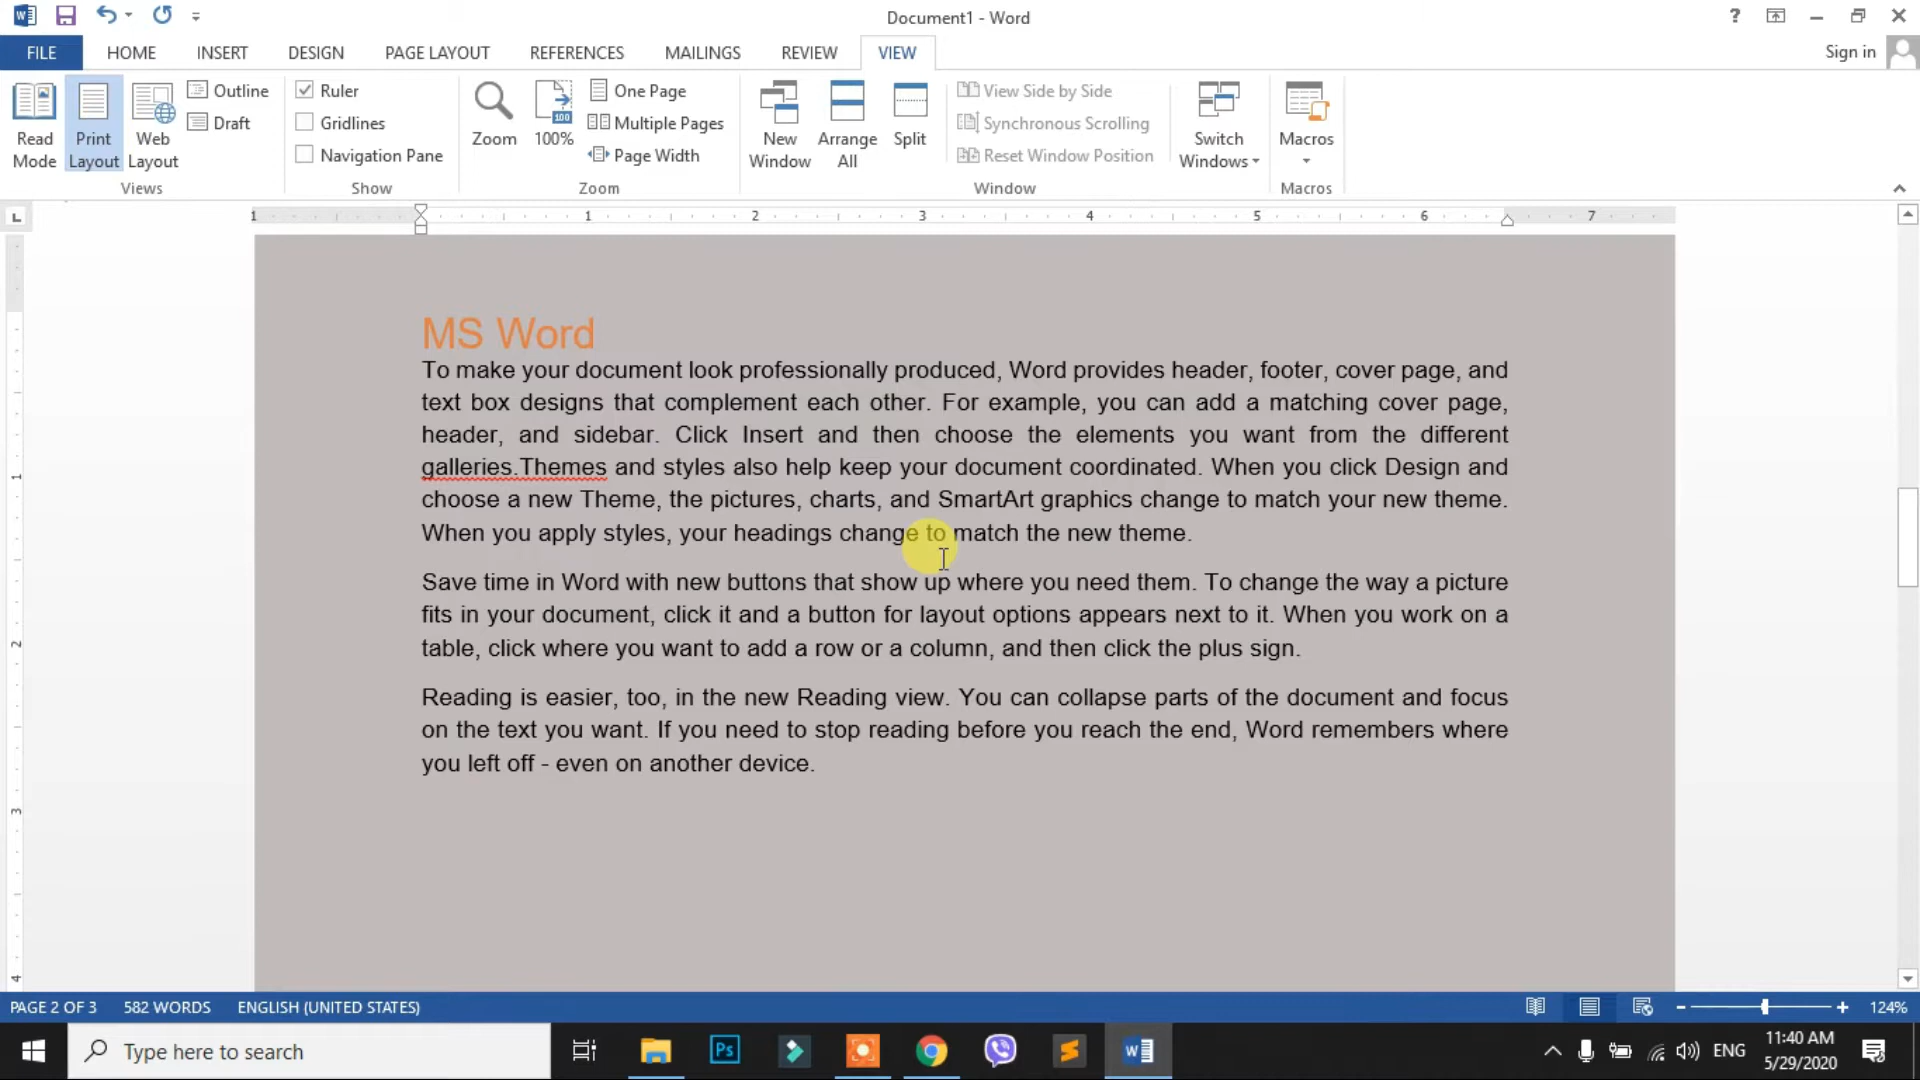 Document1 - Word
?
FILE HOME INSERT DESIGN PAGE LAYOUT REFERENCES MAILINGS REVIEW VIEW Sign in
Read Mode
Print Layout
Web Layout
Outline
Draft
Views
Ruler
Gridlines
Navigation Pane
Show
Zoom
100%
One Page
Multiple Pages
Page Width
Zoom
New Window
Arrange All
Split
View Side by Side
Synchronous Scrolling
Reset Window Position
Window
Switch Windows
Macros
Macros
1 1 2 3 4 5 6 7
MS Word
To make your document look professionally produced, Word provides header, footer, cover page, and
text box designs that complement each other. For example, you can add a matching cover page,
header, and sidebar. Click Insert and then choose the elements you want from the different
galleries.Themes and styles also help keep your document coordinated. When you click Design and
choose a new Theme, the pictures, charts, and SmartArt graphics change to match your new theme.
When you apply styles, your headings change to match the new theme.
Save time in Word with new buttons that show up where you need them. To change the way a picture
fits in your document, click it and a button for layout options appears next to it. When you work on a
table, click where you want to add a row or a column, and then click the plus sign.
Reading is easier, too, in the new Reading view. You can collapse parts of the document and focus
on the text you want. If you need to stop reading before you reach the end, Word remembers where
you left off - even on another device.
1
2
3
4
PAGE 2 OF 3 582 WORDS ENGLISH (UNITED STATES) 124%
Type here to search
Ps
ENG
11:40 AM
5/29/2020